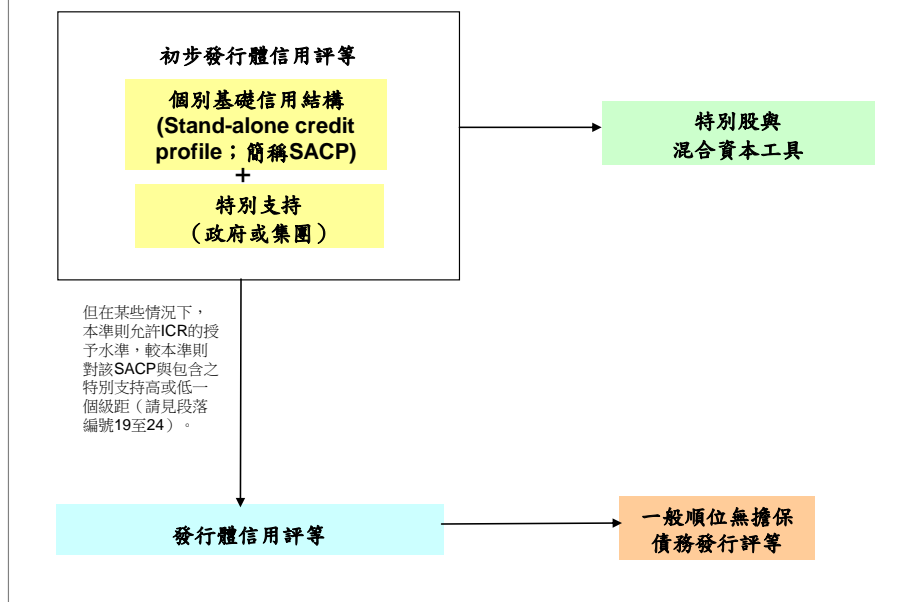 初步發行體信用評等
個別基礎信用結構
(Stand-alone credit
profile；簡稱SACP)
+
特別支持
（政府或集團）
特別股與
混合資本工具
但在某些情況下，
本準則允許ICR的授
予水準，較本準則
對該SACP與包含之
特別支持高或低一
個級距（請見段落
編號19至24）。
發行體信用評等
一般順位無擔保
債務發行評等